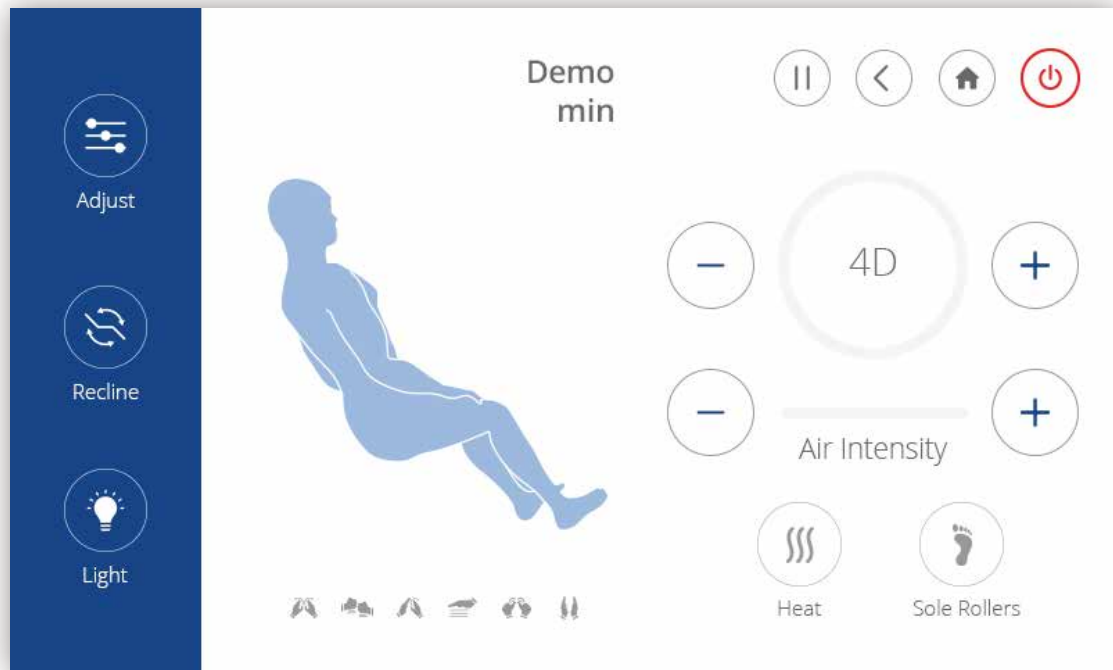 Demo
min
Adjust
4D
Recline
Air Intensity
Light
Heat
Sole Rollers